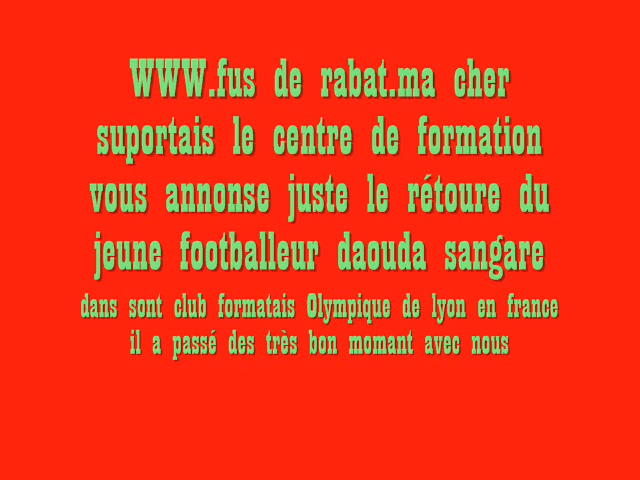 WWW.fus de rabat.ma cher
suportais le centre de formation
vous annonse juste le rétoure du
jeune footballeur daouda sangare
dans sont club formatais Olympique de lyon en france
il a passé des très bon momant avec nous